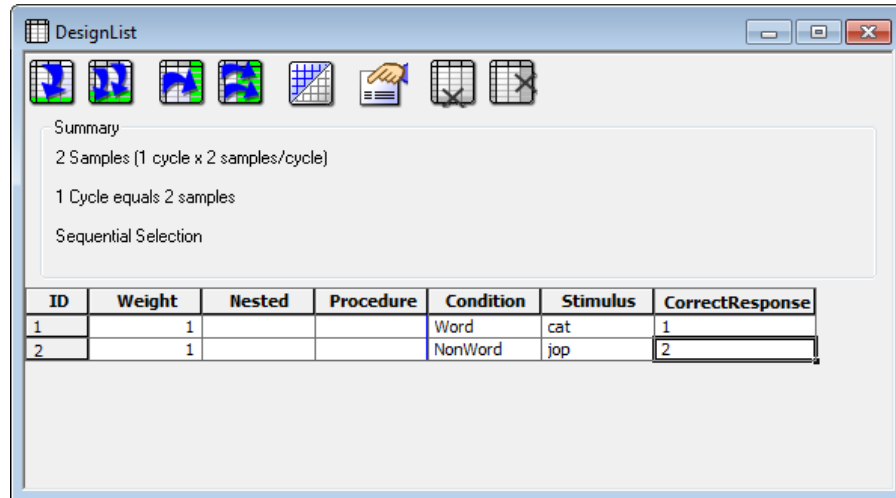 DesignList
Summary
2 Samples (1 cycle x 2 samples/cycle)
1 Cycle equals 2 samples
Sequential Selection
ID Weight Nested Procedure Condition Stimulus CorrectResponse
1 1 Word cat 1
2 1 NonWord jop 2